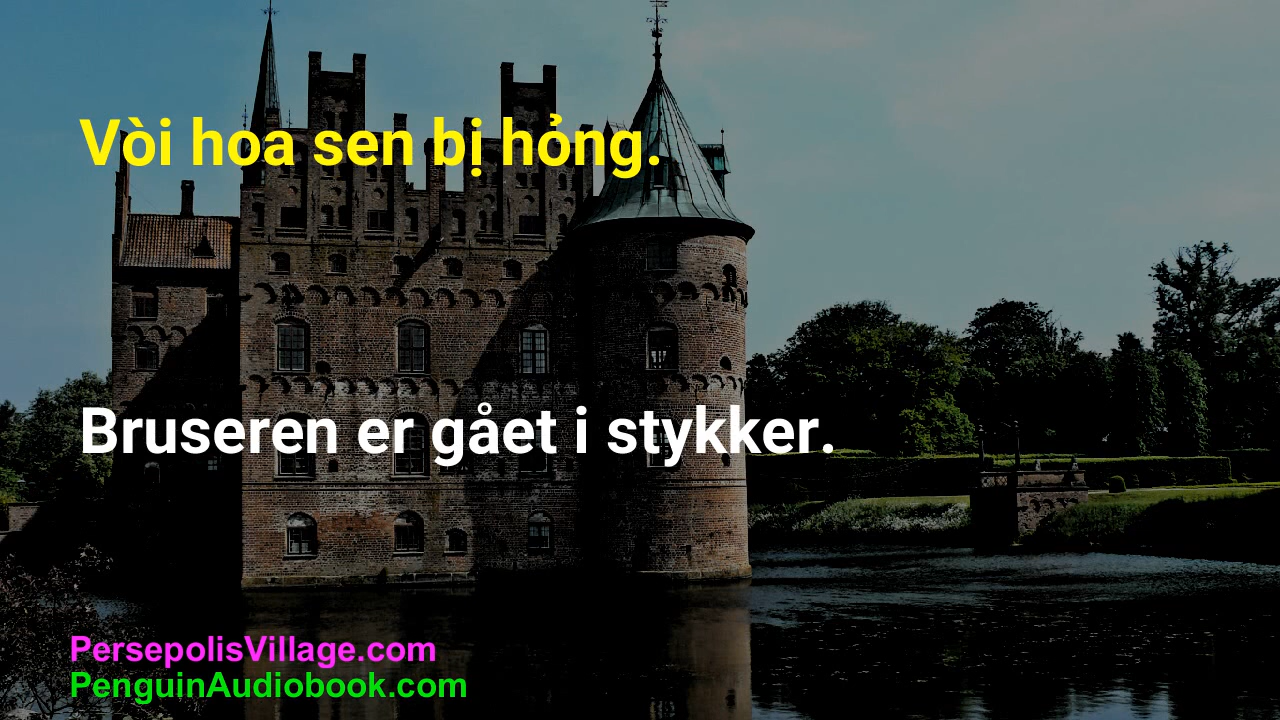 Vòi hoa sen bị hỏng.
Bruseren er gået i stykker.
PersepolisVillage.com
PenguinAudiobook.com